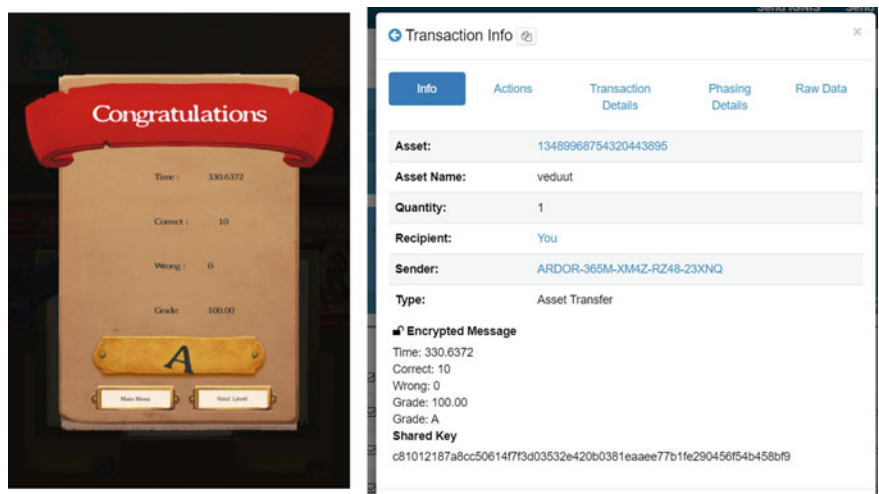 Congratulations
Time : 330.6372
Correct : 10
Wrong : 0
Grade: 100.00
A
Main Menu
Next Level
Transaction Info
×
Info
Actions
Transaction Details
Phasing Details
Raw Data
Asset: 13489968754320443895
Asset Name: veduut
Quantity: 1
Recipient: You
Sender: ARDOR-365M-XM4Z-RZ48-23XNQ
Type: Asset Transfer
Encrypted Message
Time: 330.6372
Correct: 10
Wrong: 0
Grade: 100.00
Grade: A
Shared Key
c81012187a8cc50614f7f3d03532e420b0381eaaee77b1fe290456f54b458bf9